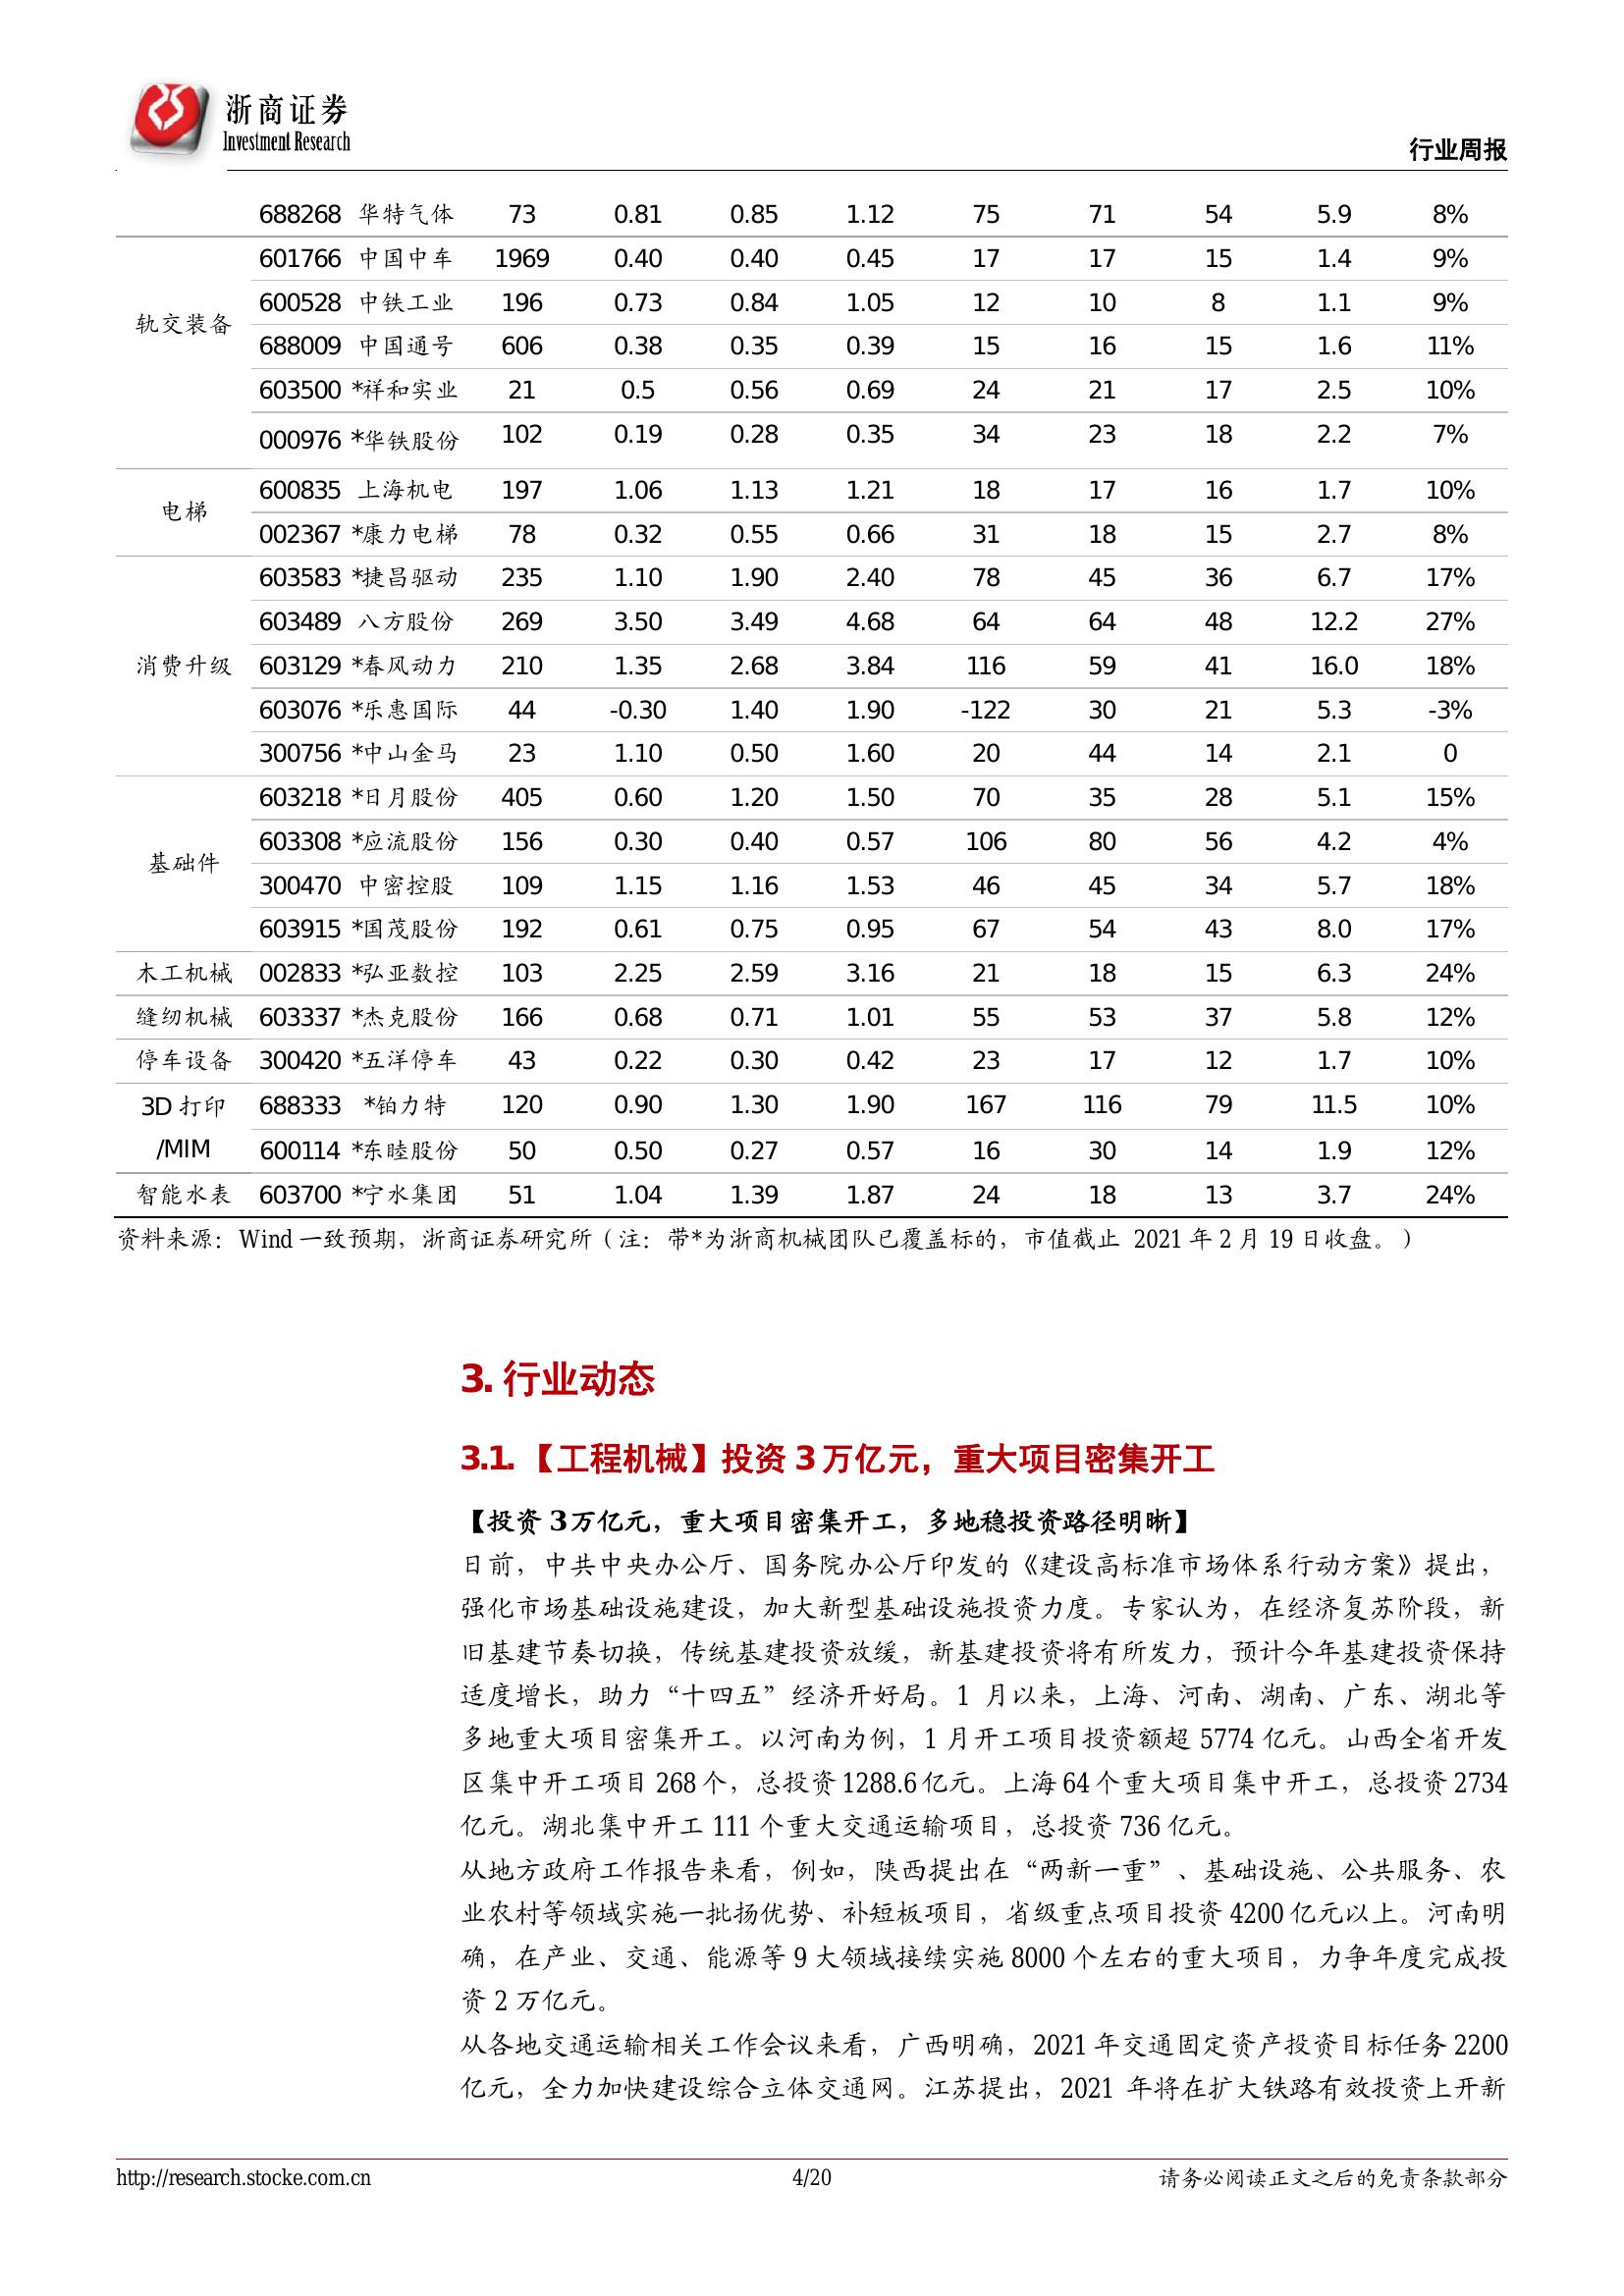 浙商证券
Investment Research
行业周报
688268 华特气体 73 0.81 0.85 1.12 75 71 54 5.9 8%
轨交装备
601766 中国中车 1969 0.40 0.40 0.45 17 17 15 1.4 9%
600528 中铁工业 196 0.73 0.84 1.05 12 10 8 1.1 9%
688009 中国通号 606 0.38 0.35 0.39 15 16 15 1.6 11%
603500 *祥和实业 21 0.5 0.56 0.69 24 21 17 2.5 10%
000976 *华铁股份 102 0.19 0.28 0.35 34 23 18 2.2 7%
电梯
600835 上海机电 197 1.06 1.13 1.21 18 17 16 1.7 10%
002367 *康力电梯 78 0.32 0.55 0.66 31 18 15 2.7 8%
消费升级
603583 *捷昌驱动 235 1.10 1.90 2.40 78 45 36 6.7 17%
603489 八方股份 269 3.50 3.49 4.68 64 64 48 12.2 27%
603129 *春风动力 210 1.35 2.68 3.84 116 59 41 16.0 18%
603076 *乐惠国际 44 -0.30 1.40 1.90 -122 30 21 5.3 -3%
300756 *中山金马 23 1.10 0.50 1.60 20 44 14 2.1 0
基础件
603218 *日月股份 405 0.60 1.20 1.50 70 35 28 5.1 15%
603308 *应流股份 156 0.30 0.40 0.57 106 80 56 4.2 4%
300470 中密控股 109 1.15 1.16 1.53 46 45 34 5.7 18%
603915 *国茂股份 192 0.61 0.75 0.95 67 54 43 8.0 17%
木工机械 002833 *弘亚数控 103 2.25 2.59 3.16 21 18 15 6.3 24%
缝纫机械 603337 *杰克股份 166 0.68 0.71 1.01 55 53 37 5.8 12%
停车设备 300420 *五洋停车 43 0.22 0.30 0.42 23 17 12 1.7 10%
3D 打印 688333 *铂力特 120 0.90 1.30 1.90 167 116 79 11.5 10%
/MIM 600114 *东睦股份 50 0.50 0.27 0.57 16 30 14 1.9 12%
智能水表 603700 *宁水集团 51 1.04 1.39 1.87 24 18 13 3.7 24%
资料来源：Wind 一致预期，浙商证券研究所（注：带*为浙商机械团队已覆盖标的，市值截止 2021 年 2 月 19 日收盘。）
3. 行业动态
3.1. 【工程机械】投资 3 万亿元，重大项目密集开工
【投资 3 万亿元，重大项目密集开工，多地稳投资路径明晰】
日前，中共中央办公厅、国务院办公厅印发的《建设高标准市场体系行动方案》提出，
强化市场基础设施建设，加大新型基础设施投资力度。专家认为，在经济复苏阶段，新
旧基建节奏切换，传统基建投资放缓，新基建投资将有所发力，预计今年基建投资保持
适度增长，助力“十四五”经济开好局。1 月以来，上海、河南、湖南、广东、湖北等
多地重大项目密集开工。以河南为例，1 月开工项目投资额超 5774 亿元。山西全省开发
区集中开工项目 268 个，总投资 1288.6 亿元。上海 64 个重大项目集中开工，总投资 2734
亿元。湖北集中开工 111 个重大交通运输项目，总投资 736 亿元。
从地方政府工作报告来看，例如，陕西提出在“两新一重”、基础设施、公共服务、农
业农村等领域实施一批扬优势、补短板项目，省级重点项目投资 4200 亿元以上。河南明
确，在产业、交通、能源等 9 大领域接续实施 8000 个左右的重大项目，力争年度完成投
资 2 万亿元。
从各地交通运输相关工作会议来看，广西明确，2021 年交通固定资产投资目标任务 2200
亿元，全力加快建设综合立体交通网。江苏提出，2021 年将在扩大铁路有效投资上开新
http://research.stocke.com.cn 4/20 请务必阅读正文之后的免责条款部分